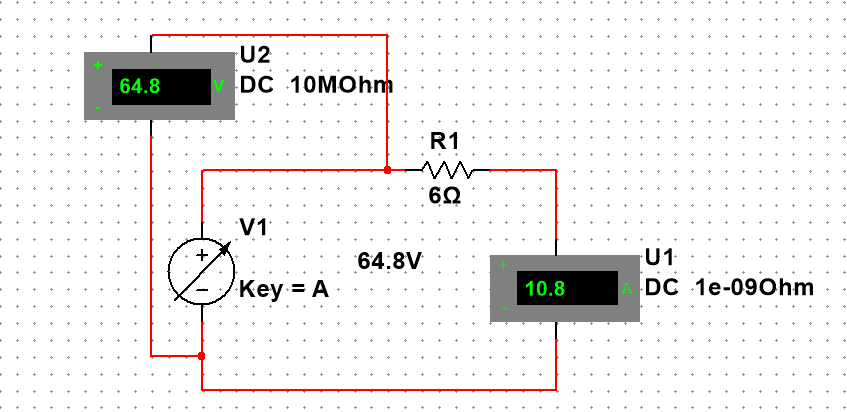 U2
+
64.8 V
DC 10MOhm
-
R1
6Ω
V1
+
−
Key = A
64.8V
U1
+
10.8 A
DC 1e-09Ohm
-